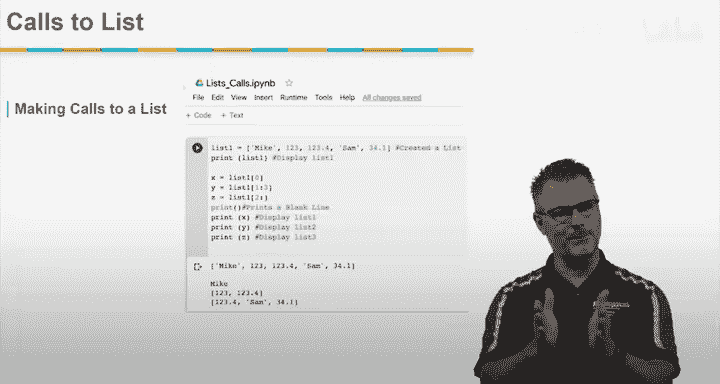 Calls to List
Making Calls to a List
Lists_Calls.ipynb
File Edit View Insert Runtime Tools Help All changes saved
+ Code + Text
list1 = ['Mike', 123, 123.4, 'Sam', 34.1] #Created a List
print (list1) #Display list1
x = list1[0]
y = list1[1:3]
z = list1[2:]
print()#Prints a Blank Line
print (x) #Display list1
print (y) #Display list2
print (z) #Display list3
['Mike', 123, 123.4, 'Sam', 34.1]
Mike
[123, 123.4]
[123.4, 'Sam', 34.1]